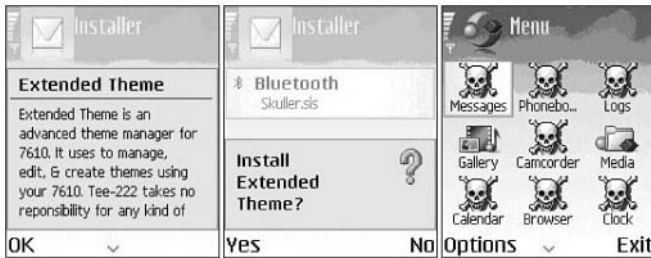 Installer
Extended Theme
Extended Theme is an
advanced theme manager for
7610. It uses to manage,
edit, & create themes using
your 7610. Tee-222 takes no
reponsibility for any kind of
OK
Installer
Bluetooth
Skuller.sis
Install
Extended
Theme?
Yes No
Menu
Messages Phonebo... Logs
Gallery Camcorder Media
Calendar Browser Clock
Options Exit